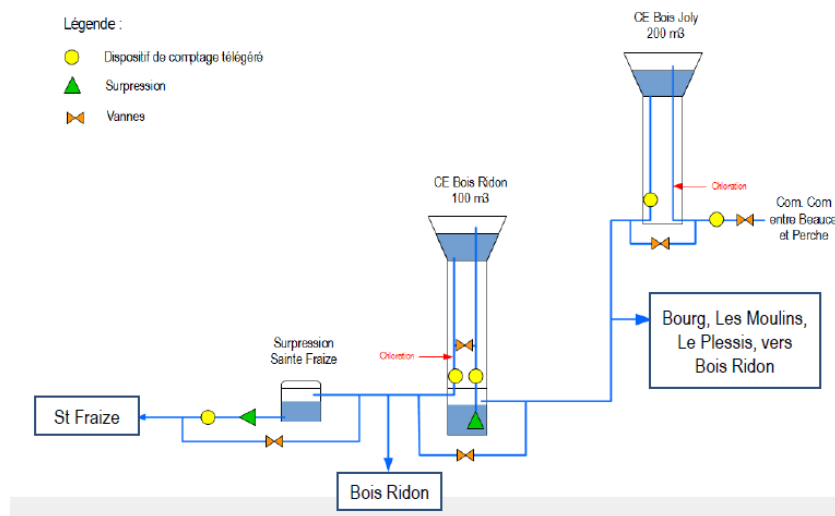 Légende :
Dispositif de comptage télégéré
Surpression
Vannes
CE Bois Joly
200 m3
Chloration
Com. Com
entre Beauce
et Perche
CE Bois Ridon
100 m3
Bourg, Les Moulins,
Le Plessis, vers
Bois Ridon
Surpression
Sainte Fraize
Chloration
St Fraize
Bois Ridon